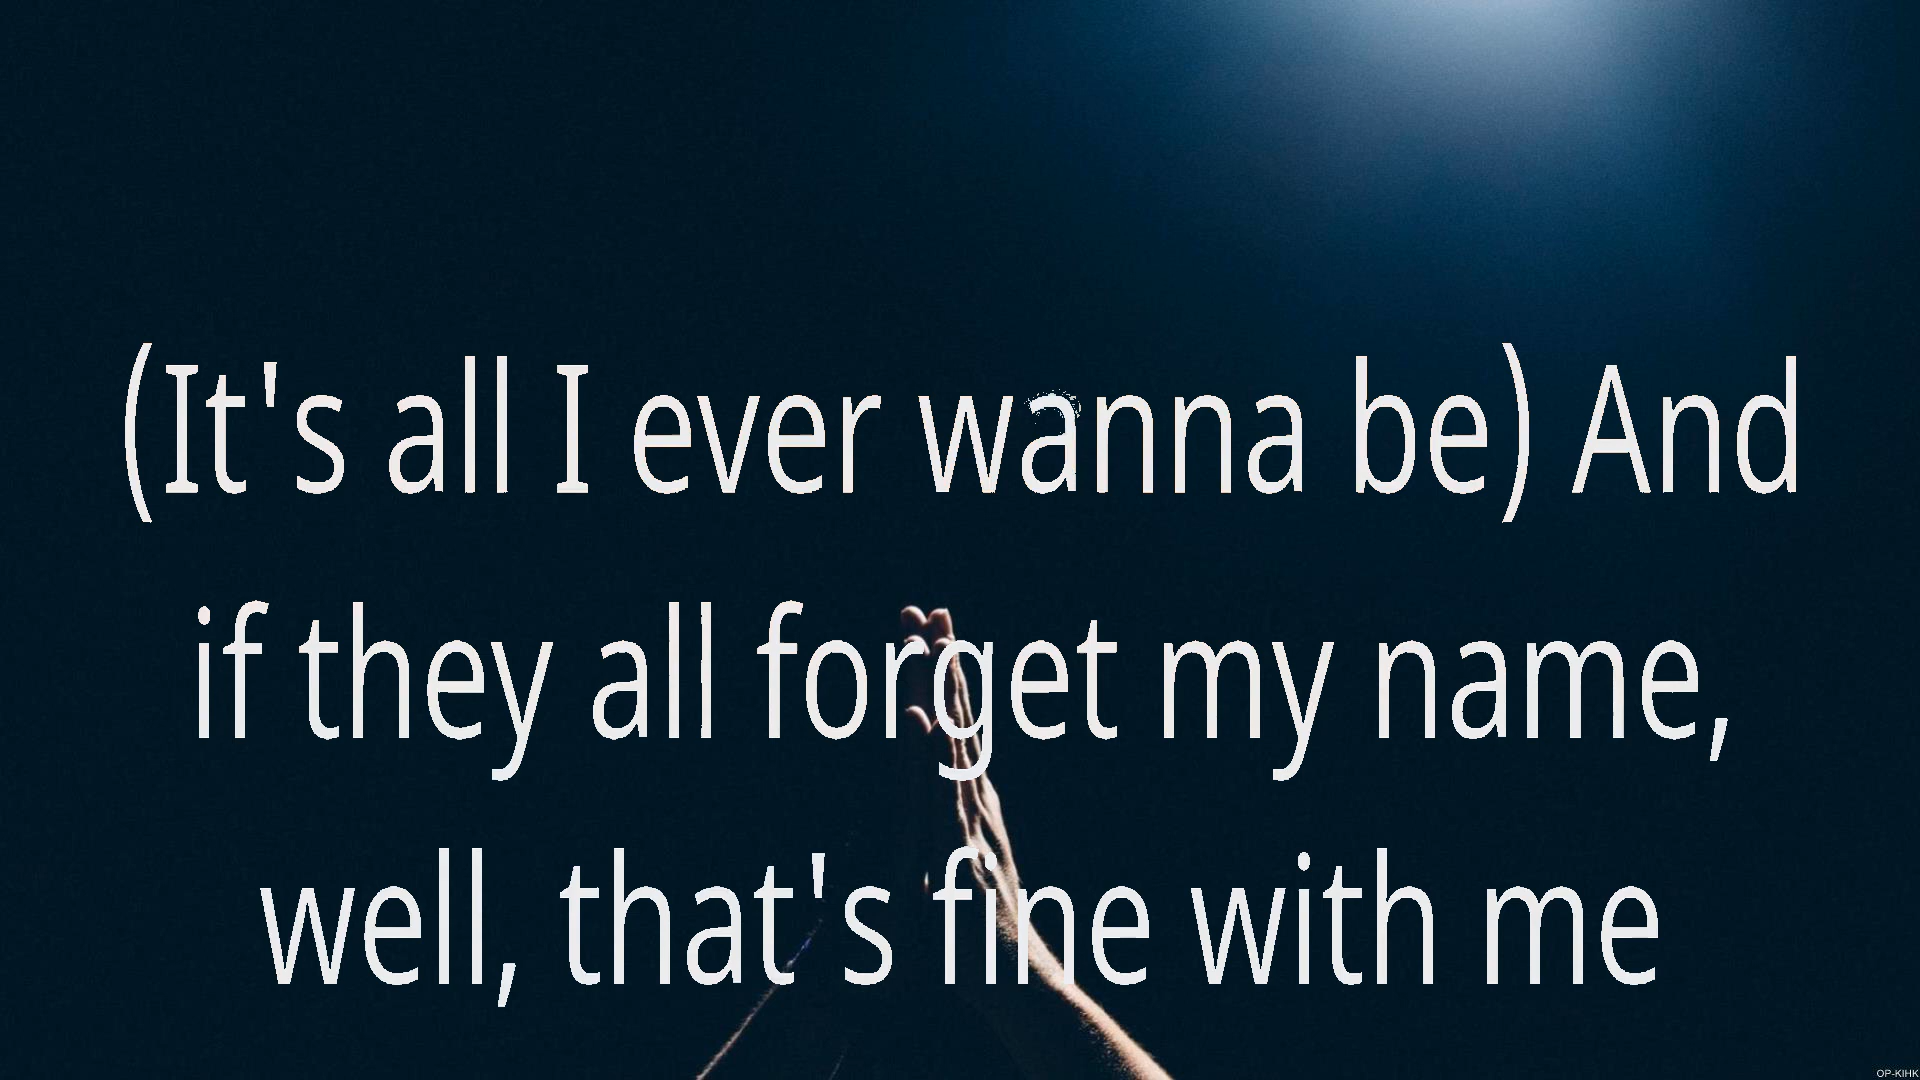 (It's all I ever wanna be) And
if they all forget my name,
well, that's fine with me
OP-KIHK